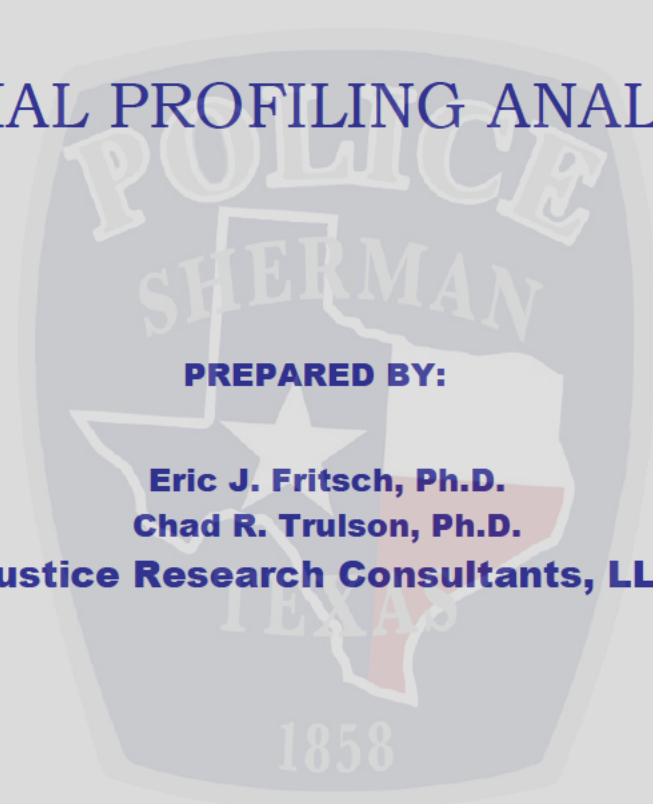 IAL PROFILING ANAL
POLICE
SHERMAN
PREPARED BY:
Eric J. Fritsch, Ph.D.
Chad R. Trulson, Ph.D.
ustice Research Consultants, LL
TEXAS
1858